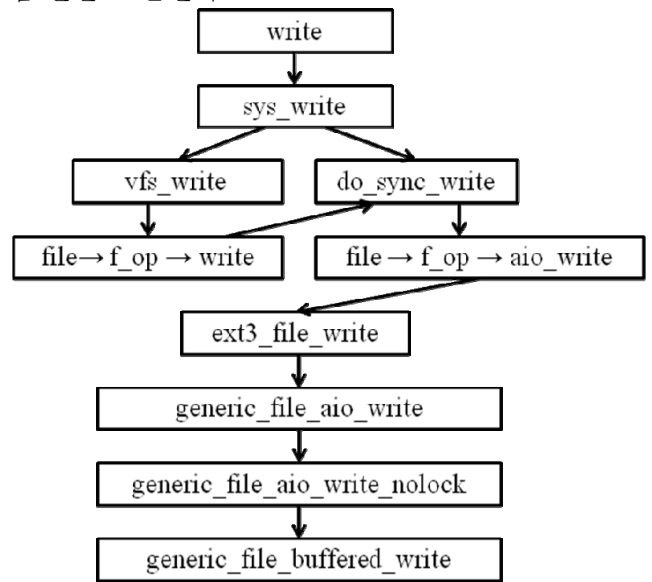 write
sys_write
vfs_write
do_sync_write
file→ f_op → write
file → f_op → aio_write
ext3_file_write
generic_file_aio_write
generic_file_aio_write_nolock
generic_file_buffered_write